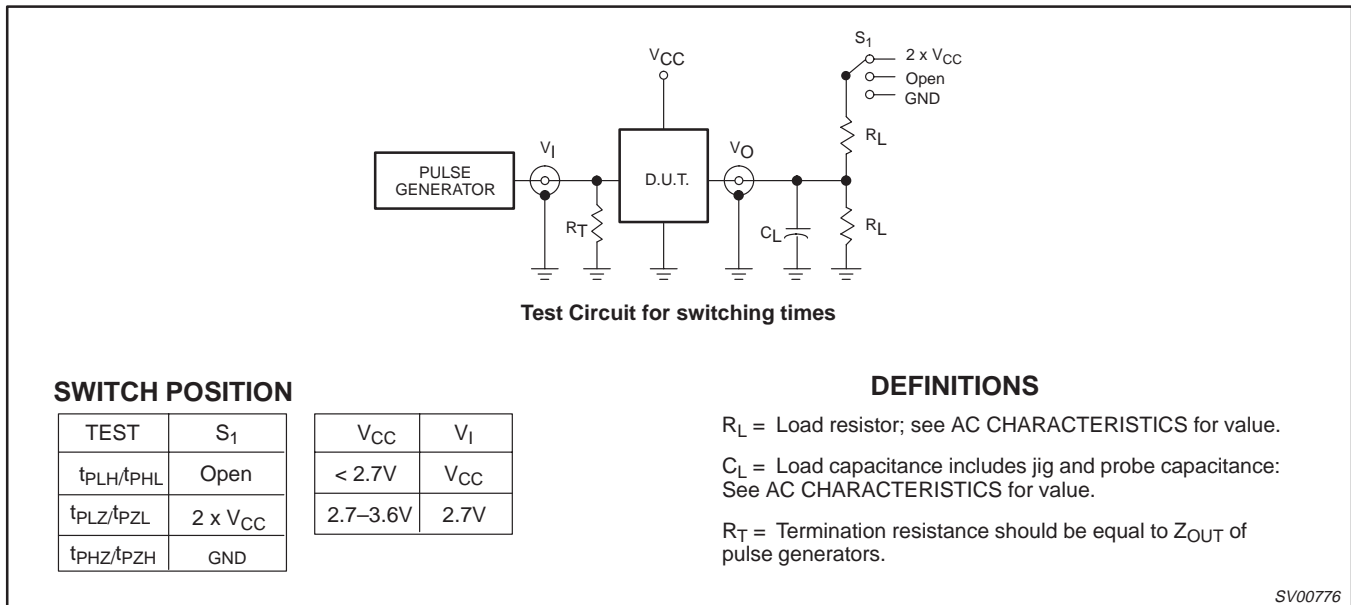 S1
2 x VCC
Open
GND
VCC
RL
VI
VO
PULSE
GENERATOR
D.U.T.
RT
CL
RL
Test Circuit for switching times
SWITCH POSITION
TEST S1
tPLH/tPHL Open
tPLZ/tPZL 2 x VCC
tPHZ/tPZH GND
VCC VI
< 2.7V VCC
2.7–3.6V 2.7V
DEFINITIONS
RL = Load resistor; see AC CHARACTERISTICS for value.
CL = Load capacitance includes jig and probe capacitance:
See AC CHARACTERISTICS for value.
RT = Termination resistance should be equal to ZOUT of
pulse generators.
SV00776